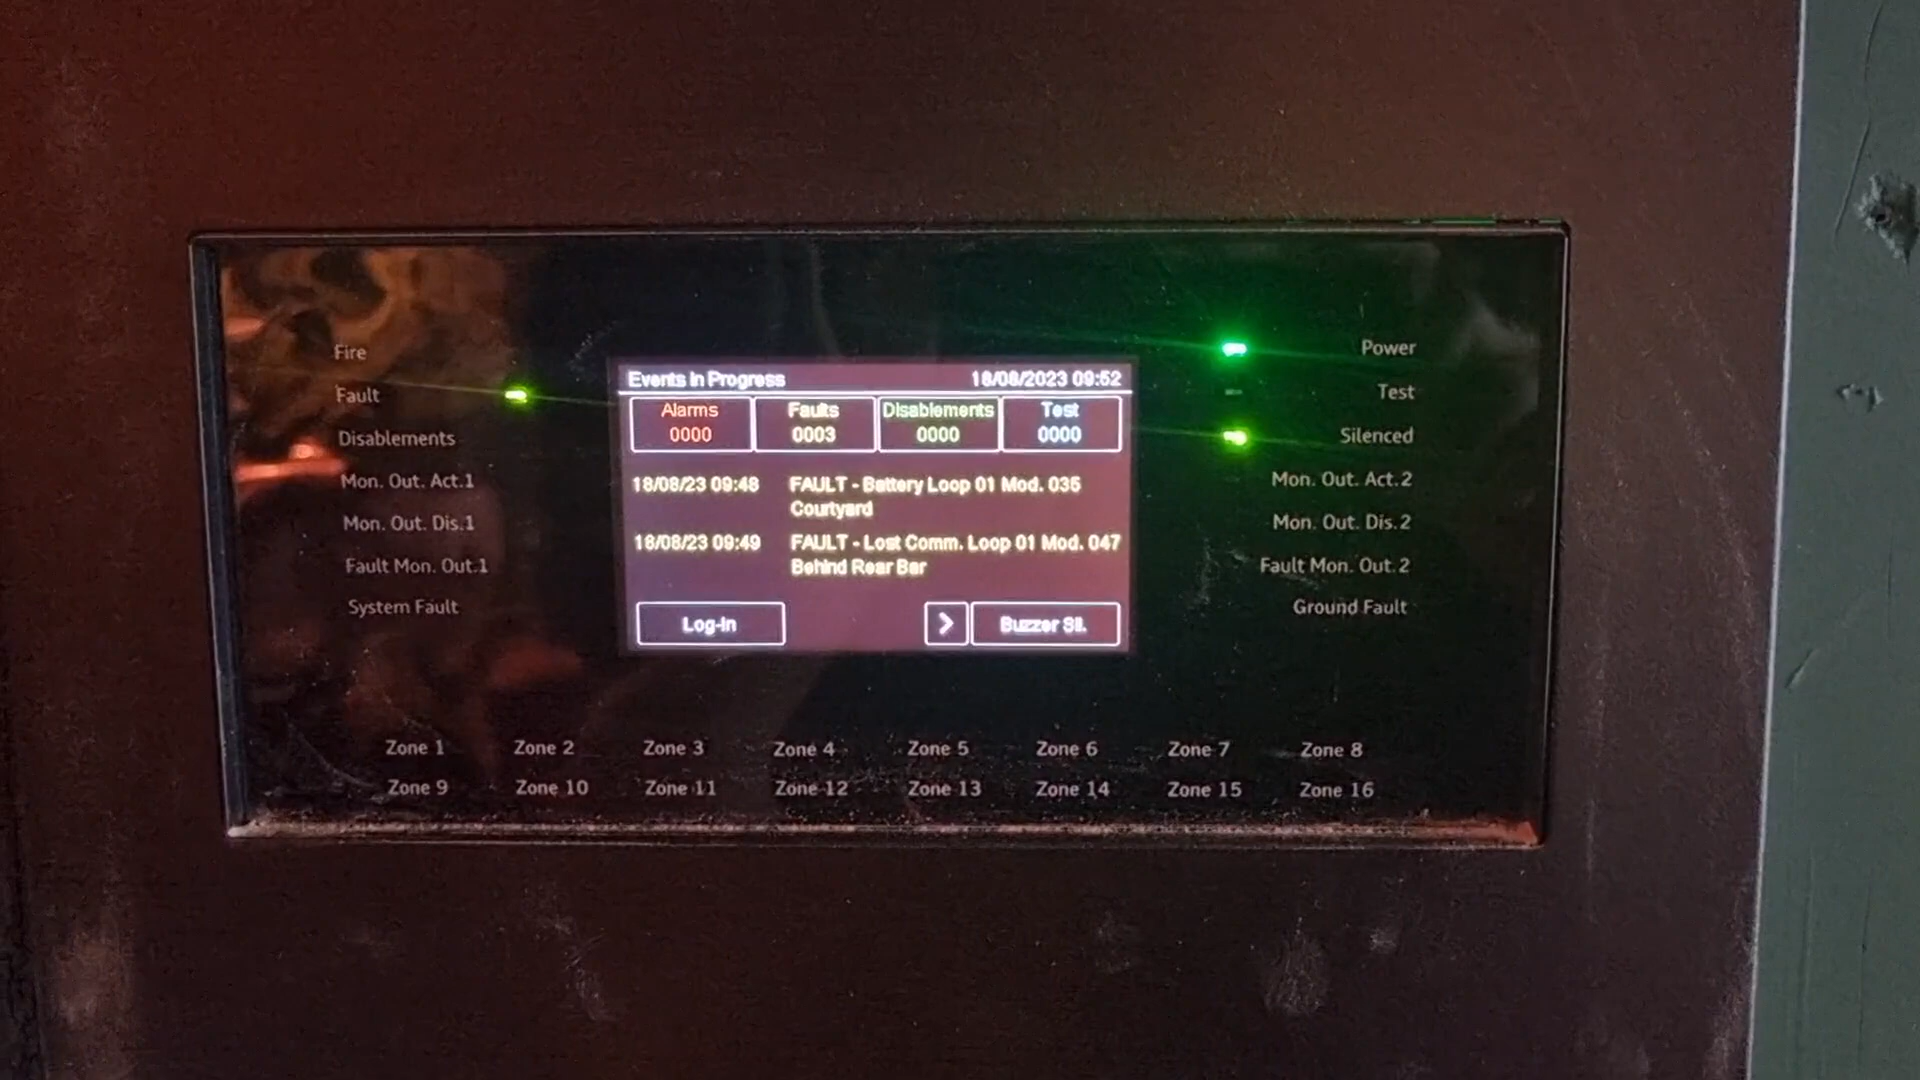 Fire
Fault
Disablements
Mon. Out. Act.1
Mon. Out. Dis.1
Fault Mon. Out.1
System Fault
Events In Progress 18/08/2023 09:52
Alarms Faults Disablements Test
0000 0003 0000 0000
18/08/23 09:48 FAULT - Battery Loop 01 Mod. 035
Courtyard
18/08/23 09:49 FAULT - Lost Comm. Loop 01 Mod. 047
Behind Rear Bar
Log-In > Buzzer Sil.
Power
Test
Silenced
Mon. Out. Act.2
Mon. Out. Dis.2
Fault Mon. Out.2
Ground Fault
Zone 1 Zone 2 Zone 3 Zone 4 Zone 5 Zone 6 Zone 7 Zone 8
Zone 9 Zone 10 Zone 11 Zone 12 Zone 13 Zone 14 Zone 15 Zone 16